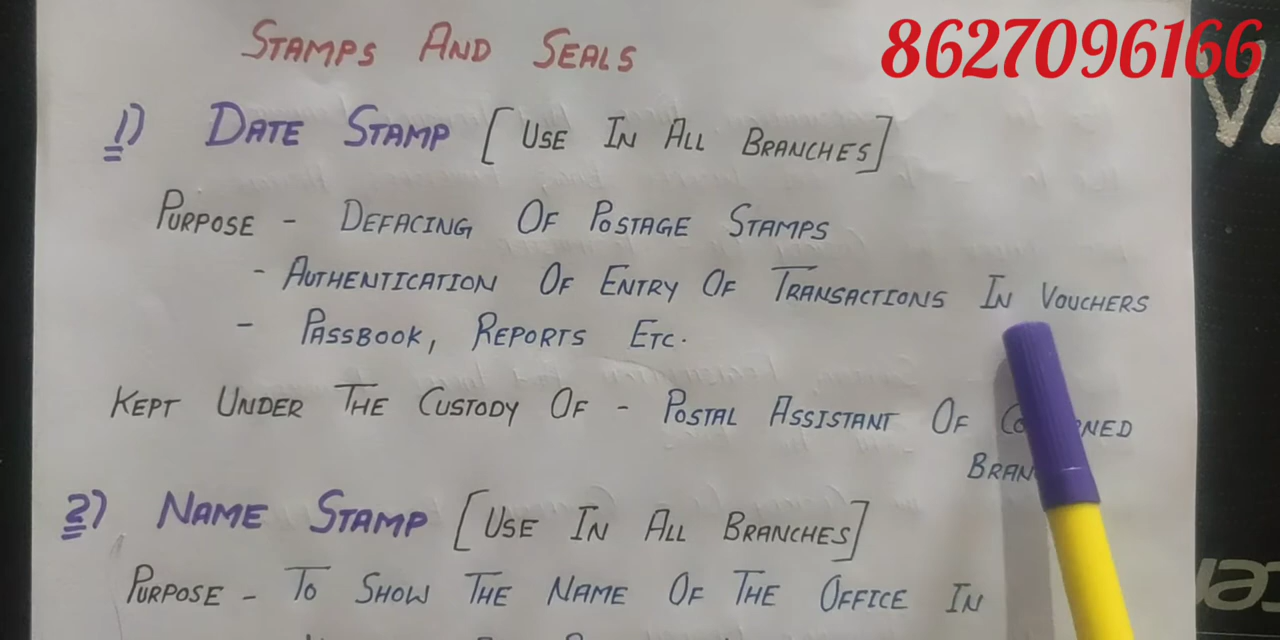 STAMPS AND SEALS
8627096166
1) DATE STAMP [USE IN ALL BRANCHES]
PURPOSE - DEFACING OF POSTAGE STAMPS
- AUTHENTICATION OF ENTRY OF TRANSACTIONS IN VOUCHERS
- PASSBOOK, REPORTS ETC.
KEPT UNDER THE CUSTODY OF - POSTAL ASSISTANT OF
2) NAME STAMP [USE IN ALL BRANCHES]
PURPOSE - TO SHOW THE NAME OF THE OFFICE IN